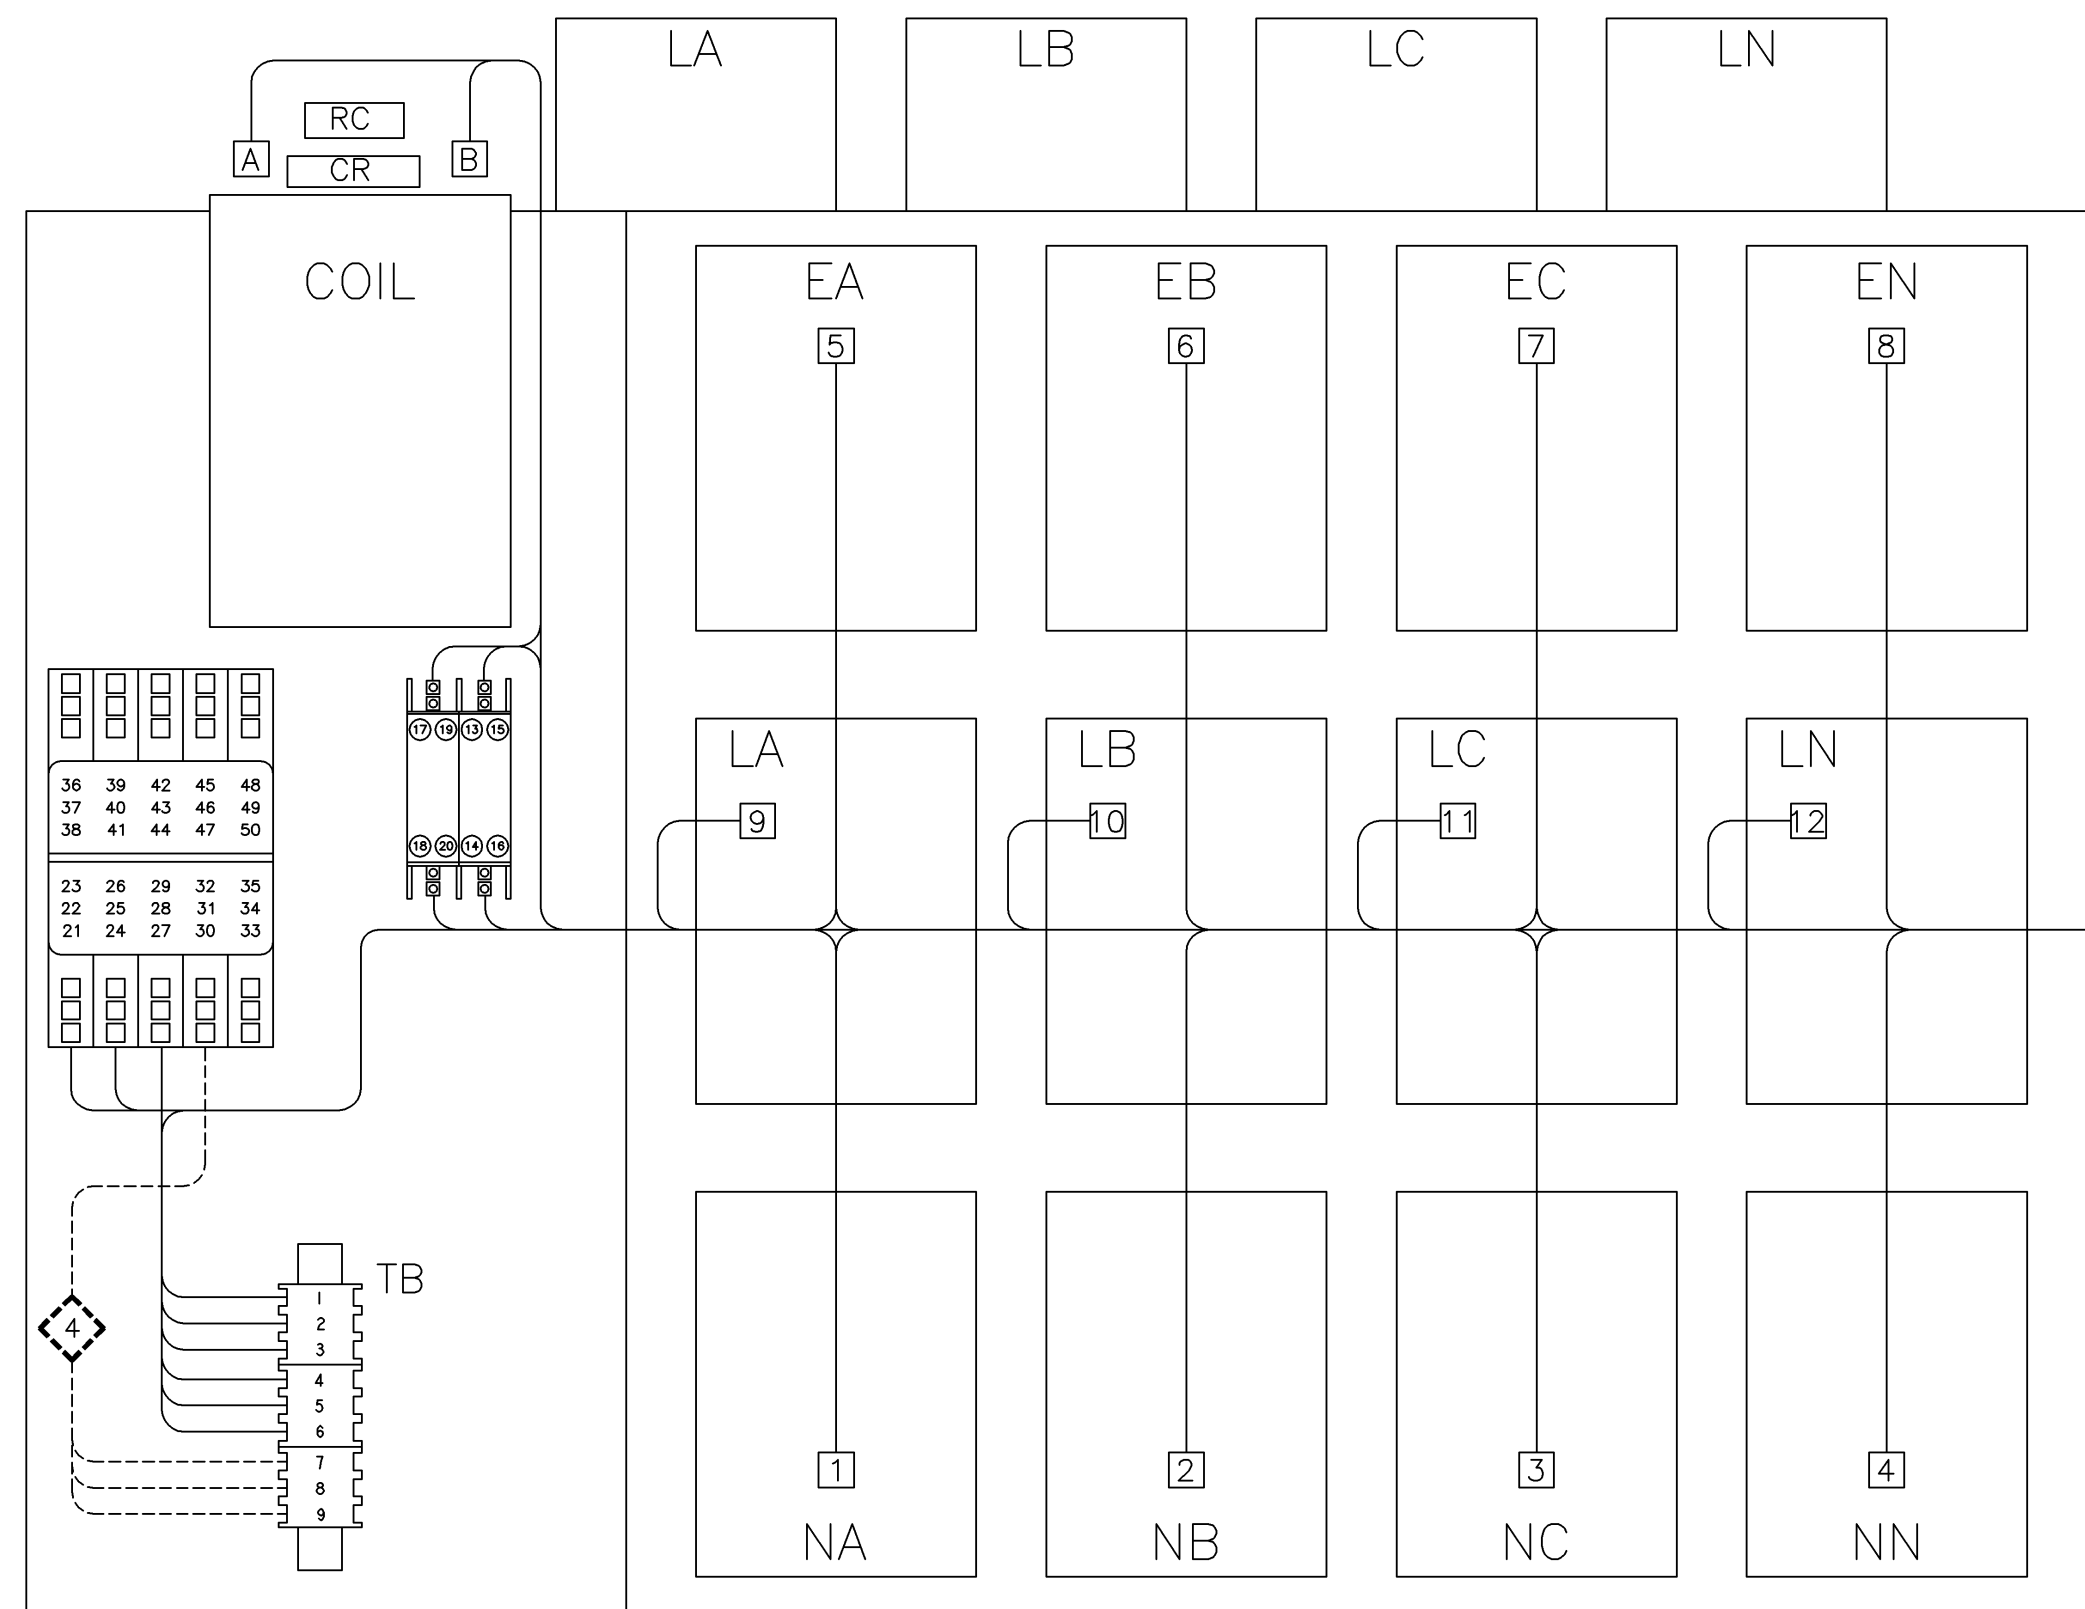 LA LB LC LN
RC
A CR B
COIL EA EB EC EN
5 6 7 8
17 19 13 15
LA LB LC LN
36 39 42 45 48
37 40 43 46 49
38 41 44 47 50
9 10 11 12
18 20 14 16
23 26 29 32 35
22 25 28 31 34
21 24 27 30 33
TB
1
2
4
3
4
5
6
7
8
9
1 2 3 4
NA NB NC NN